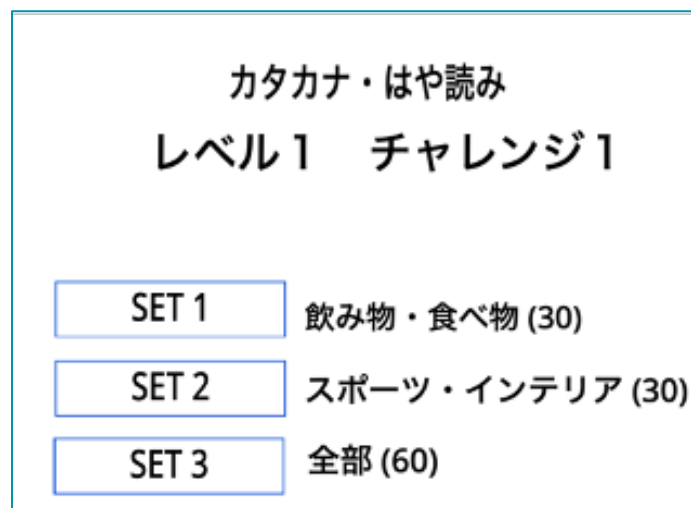 カタカナ・はや読み
レベル1　チャレンジ1
SET 1 飲み物・食べ物 (30)
SET 2 スポーツ・インテリア (30)
SET 3 全部 (60)